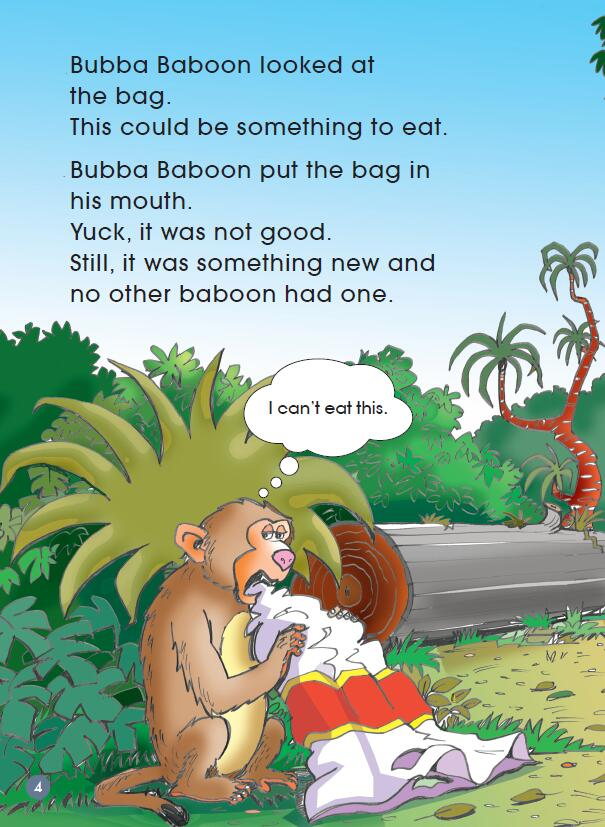 Bubba Baboon looked at
the bag.
This could be something to eat.
Bubba Baboon put the bag in
his mouth.
Yuck, it was not good.
Still, it was something new and
no other baboon had one.
I can't eat this.
4